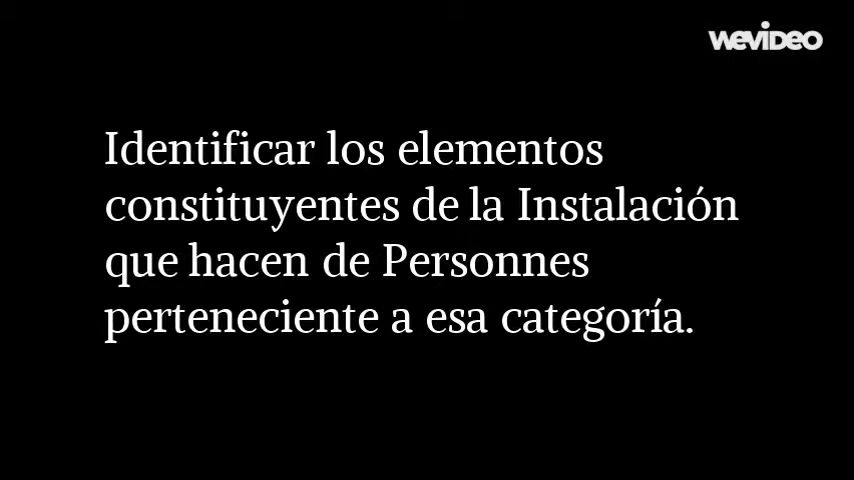 wevideo
Identificar los elementos
constituyentes de la Instalación
que hacen de Personnes
perteneciente a esa categoría.